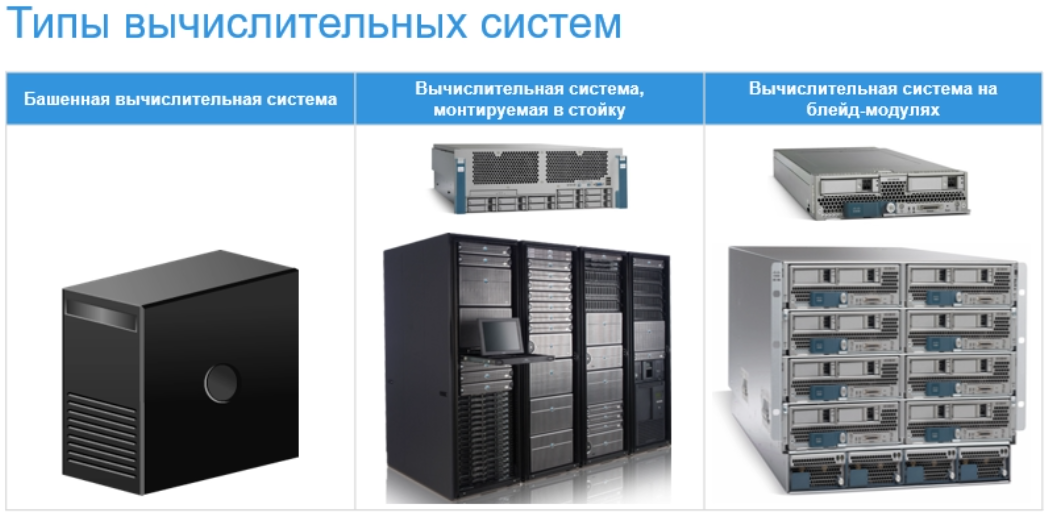 Типы вычислительных систем
Башенная вычислительная система
Вычислительная система,
монтируемая в стойку
Вычислительная система на
блейд-модулях